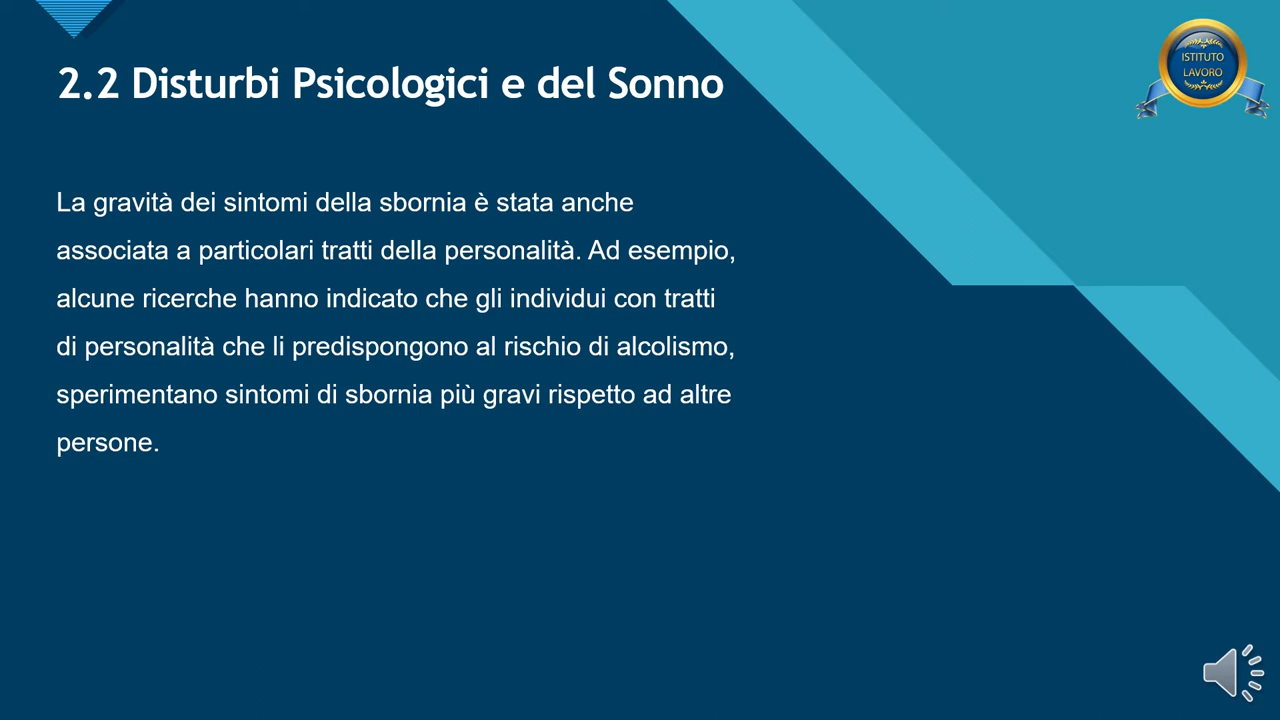 2.2 Disturbi Psicologici e del Sonno
ISTITUTO
LAVORO
La gravità dei sintomi della sbornia è stata anche
associata a particolari tratti della personalità. Ad esempio,
alcune ricerche hanno indicato che gli individui con tratti
di personalità che li predispongono al rischio di alcolismo,
sperimentano sintomi di sbornia più gravi rispetto ad altre
persone.